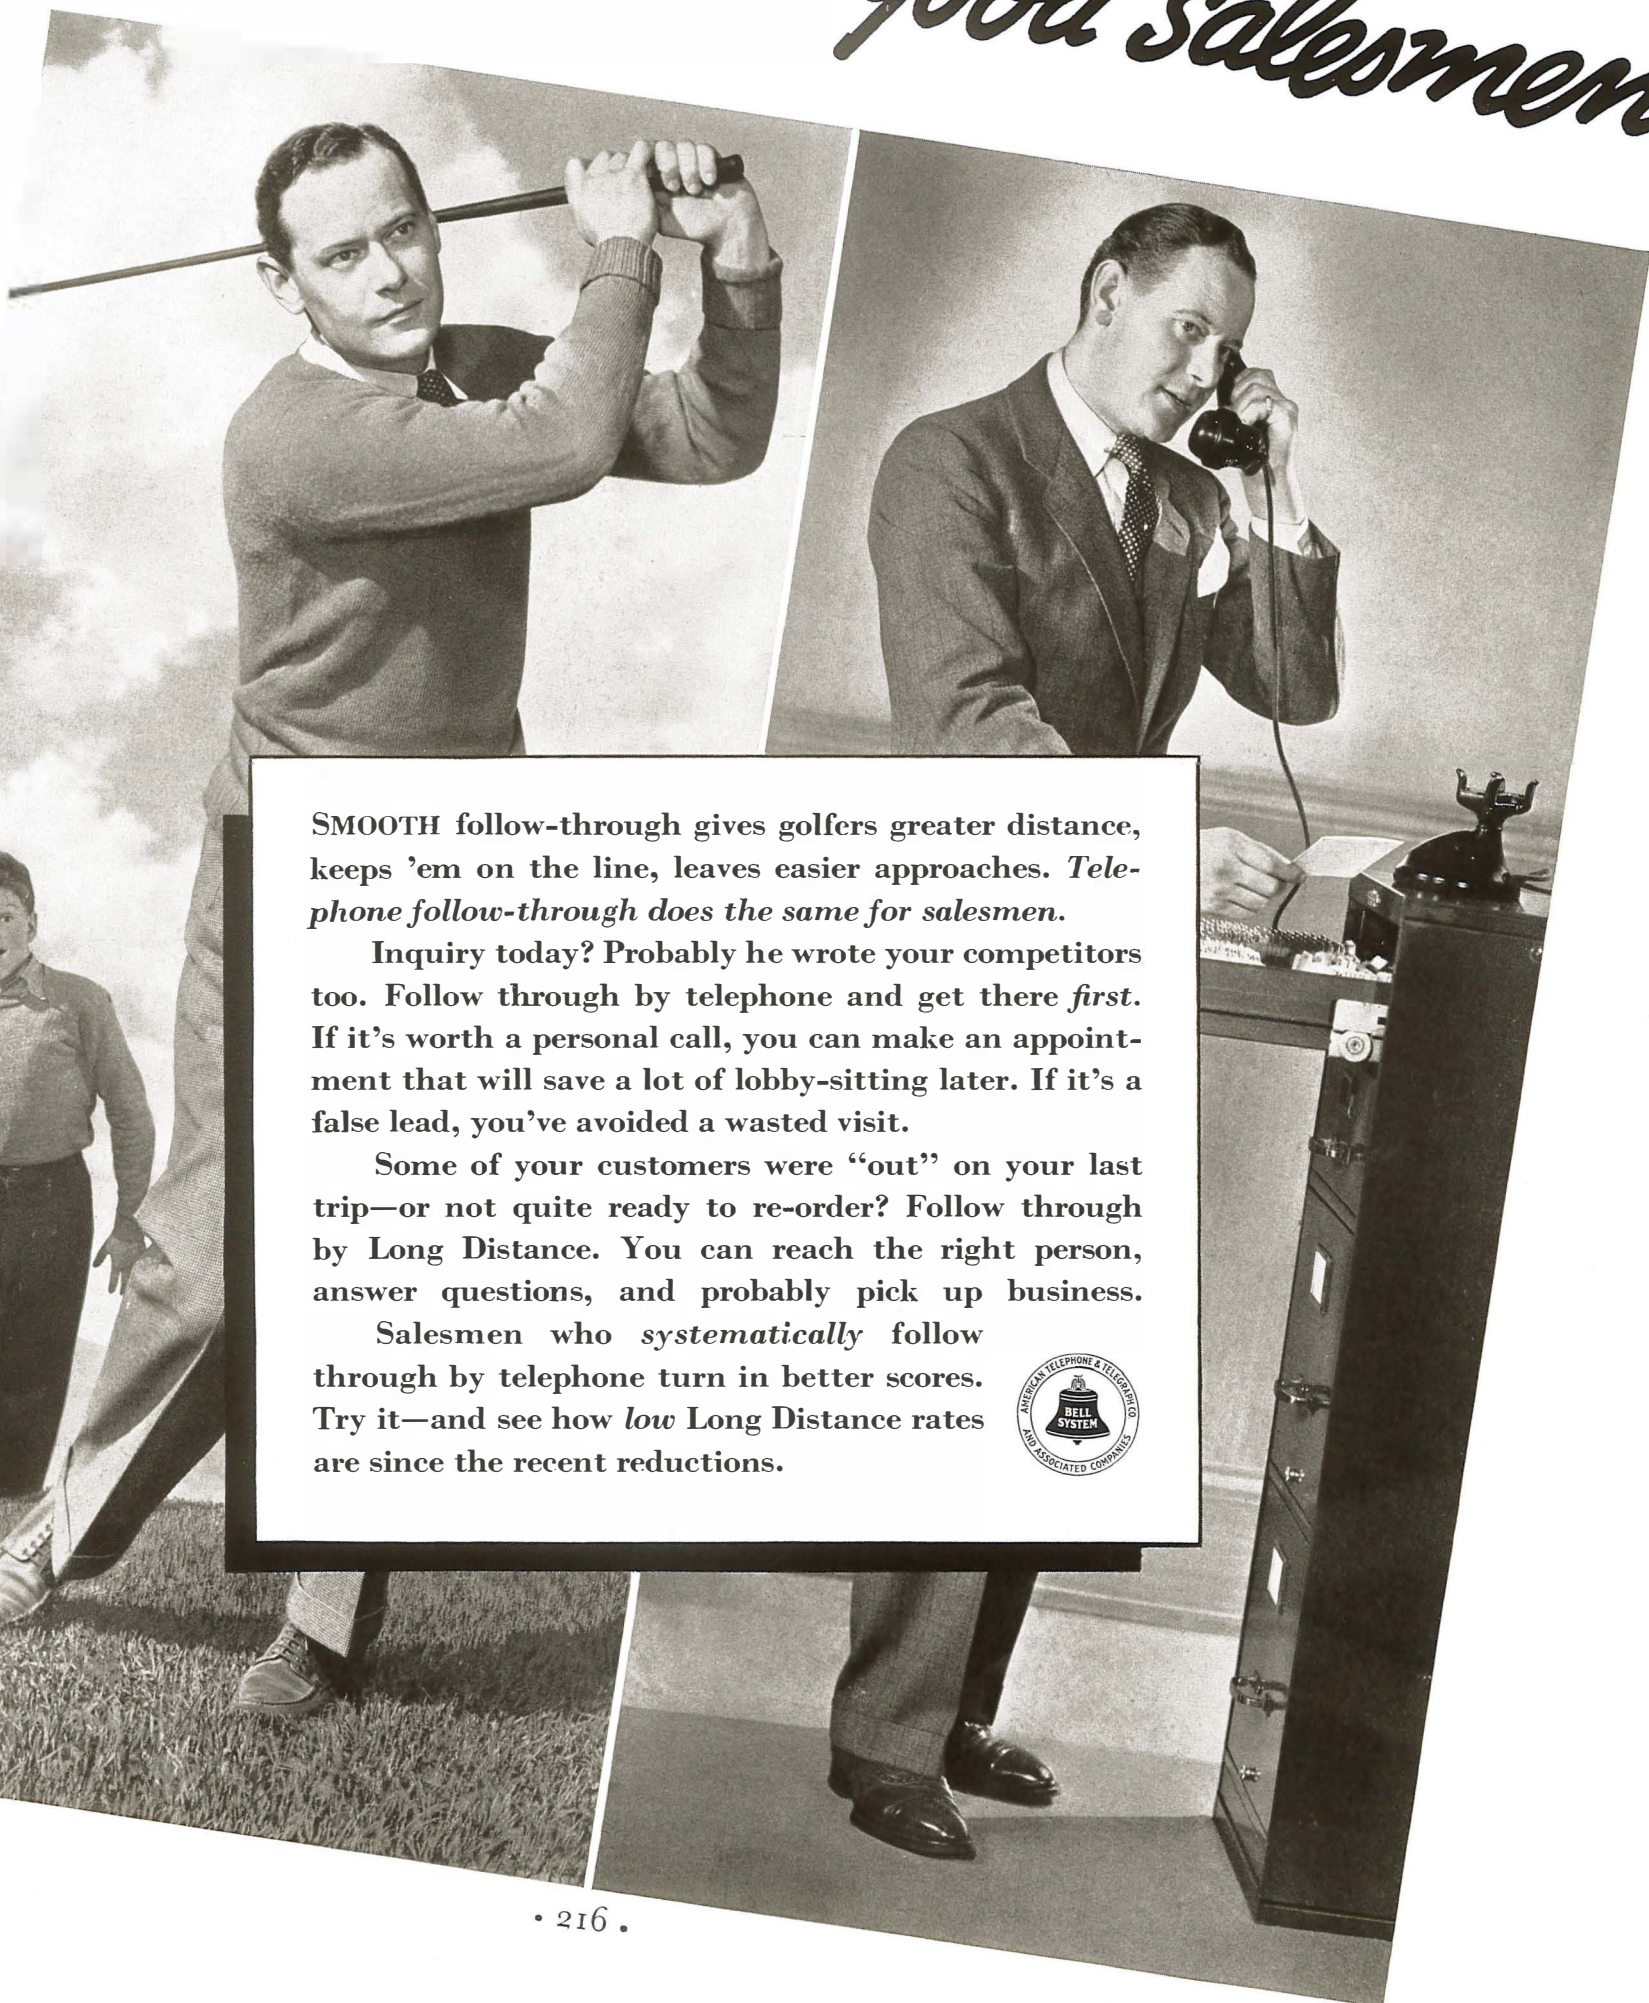 good salesmen
SMOOTH follow-through gives golfers greater distance,
keeps ’em on the line, leaves easier approaches. Tele-
phone follow-through does the same for salesmen.
Inquiry today? Probably he wrote your competitors
too. Follow through by telephone and get there first.
If it’s worth a personal call, you can make an appoint-
ment that will save a lot of lobby-sitting later. If it’s a
false lead, you’ve avoided a wasted visit.
Some of your customers were “out” on your last
trip—or not quite ready to re-order? Follow through
by Long Distance. You can reach the right person,
answer questions, and probably pick up business.
Salesmen who systematically follow
through by telephone turn in better scores.
Try it—and see how low Long Distance rates
are since the recent reductions.
AMERICAN TELEPHONE & TELEGRAPH CO.
BELL
SYSTEM
AND ASSOCIATED COMPANIES
• 216 •